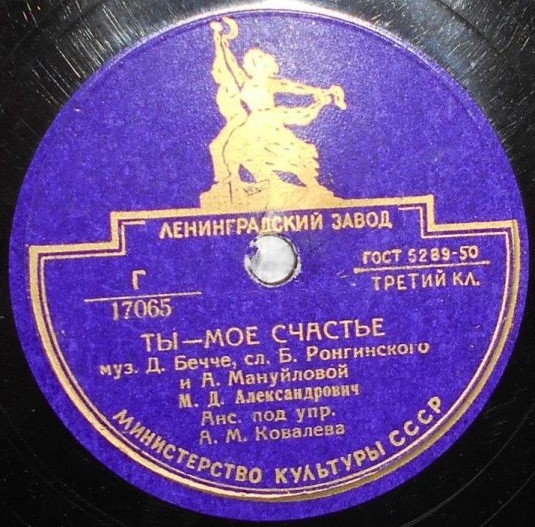 ЛЕНИНГРАДСКИЙ ЗАВОД
Г
17065
ГОСТ 5289-50
ТРЕТИЙ КЛ.
ТЫ—МОЕ СЧАСТЬЕ
муз. Д. Бечче, сл. Б. Ронгинского
и А. Мануйловой
М. Д. Александрович
Анс. под упр.
А. М. Ковалева
МИНИСТЕРСТВО КУЛЬТУРЫ СССР